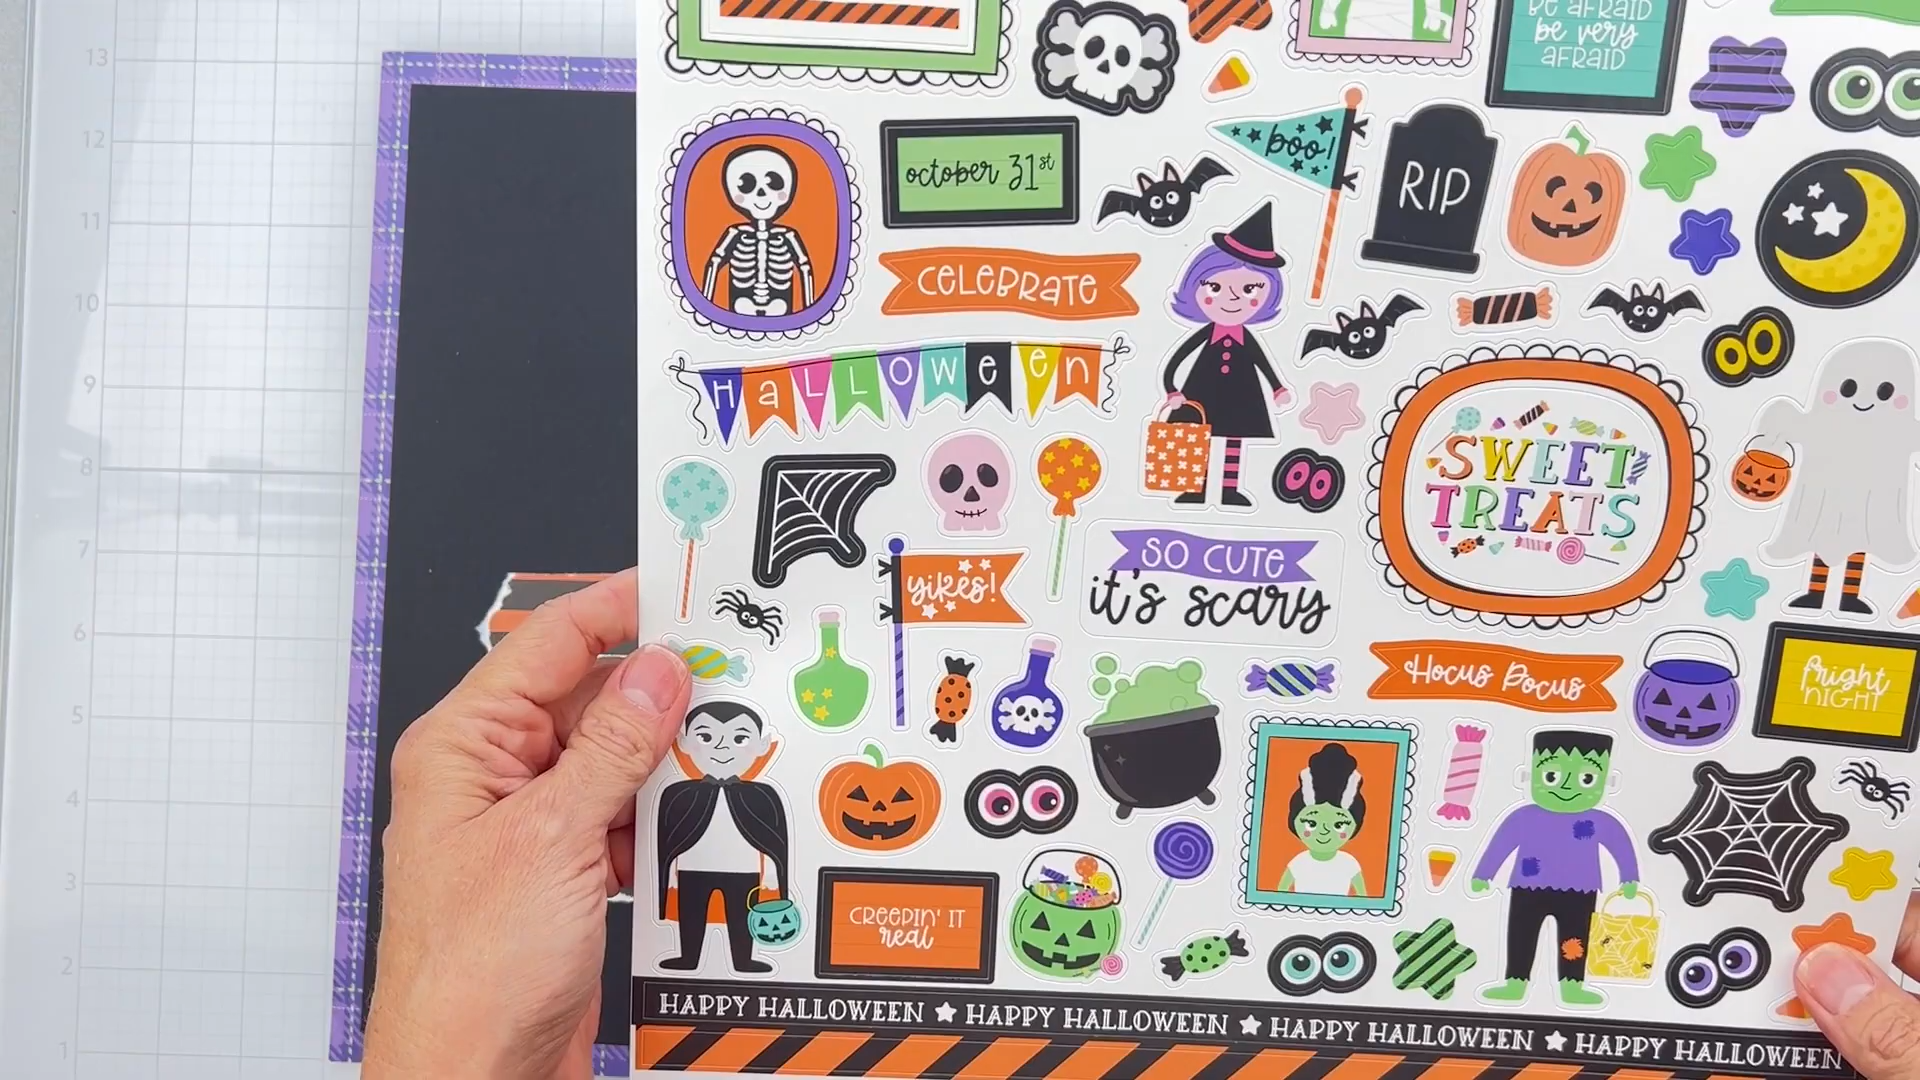 BE AFRAID
be very
AFRAID
boo!
october 31st
RIP
CELEBRATE
HALLOWEEN
SWEET
TREATS
SO CUTE
it's scary
yikes!
Hocus Pocus
fright
NIGHT
CREEPIN' IT
real
HAPPY HALLOWEEN ★ HAPPY HALLOWEEN ★ HAPPY HALLOWEEN ★ HAPPY HALLOWEEN
13
12
11
10
9
8
7
6
5
4
3
2
1